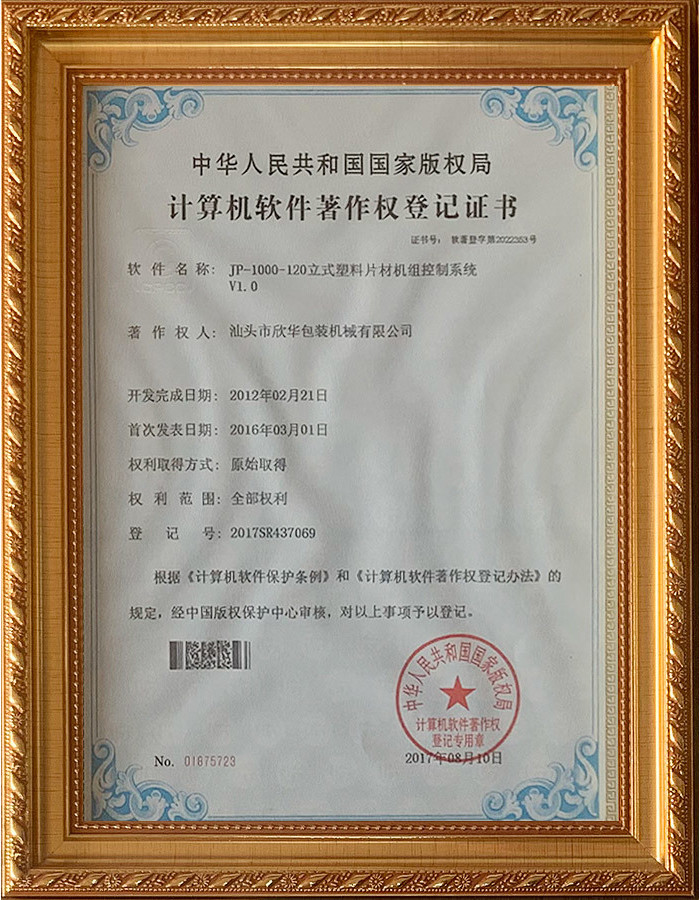 中华人民共和国国家版权局
计算机软件著作权登记证书
证书号： 软著登字第2022353号
软件名称： JP-1000-120立式塑料片材机组控制系统
V1.0
著作权人： 汕头市欣华包装机械有限公司
开发完成日期： 2012年02月21日
首次发表日期： 2016年03月01日
权利取得方式： 原始取得
权利范围： 全部权利
登记号： 2017SR437069
根据《计算机软件保护条例》和《计算机软件著作权登记办法》的
规定，经中国版权保护中心审核，对以上事项予以登记。
中华人民共和国国家版权局
计算机软件著作权
登记专用章
No. 01675723
2017年08月10日